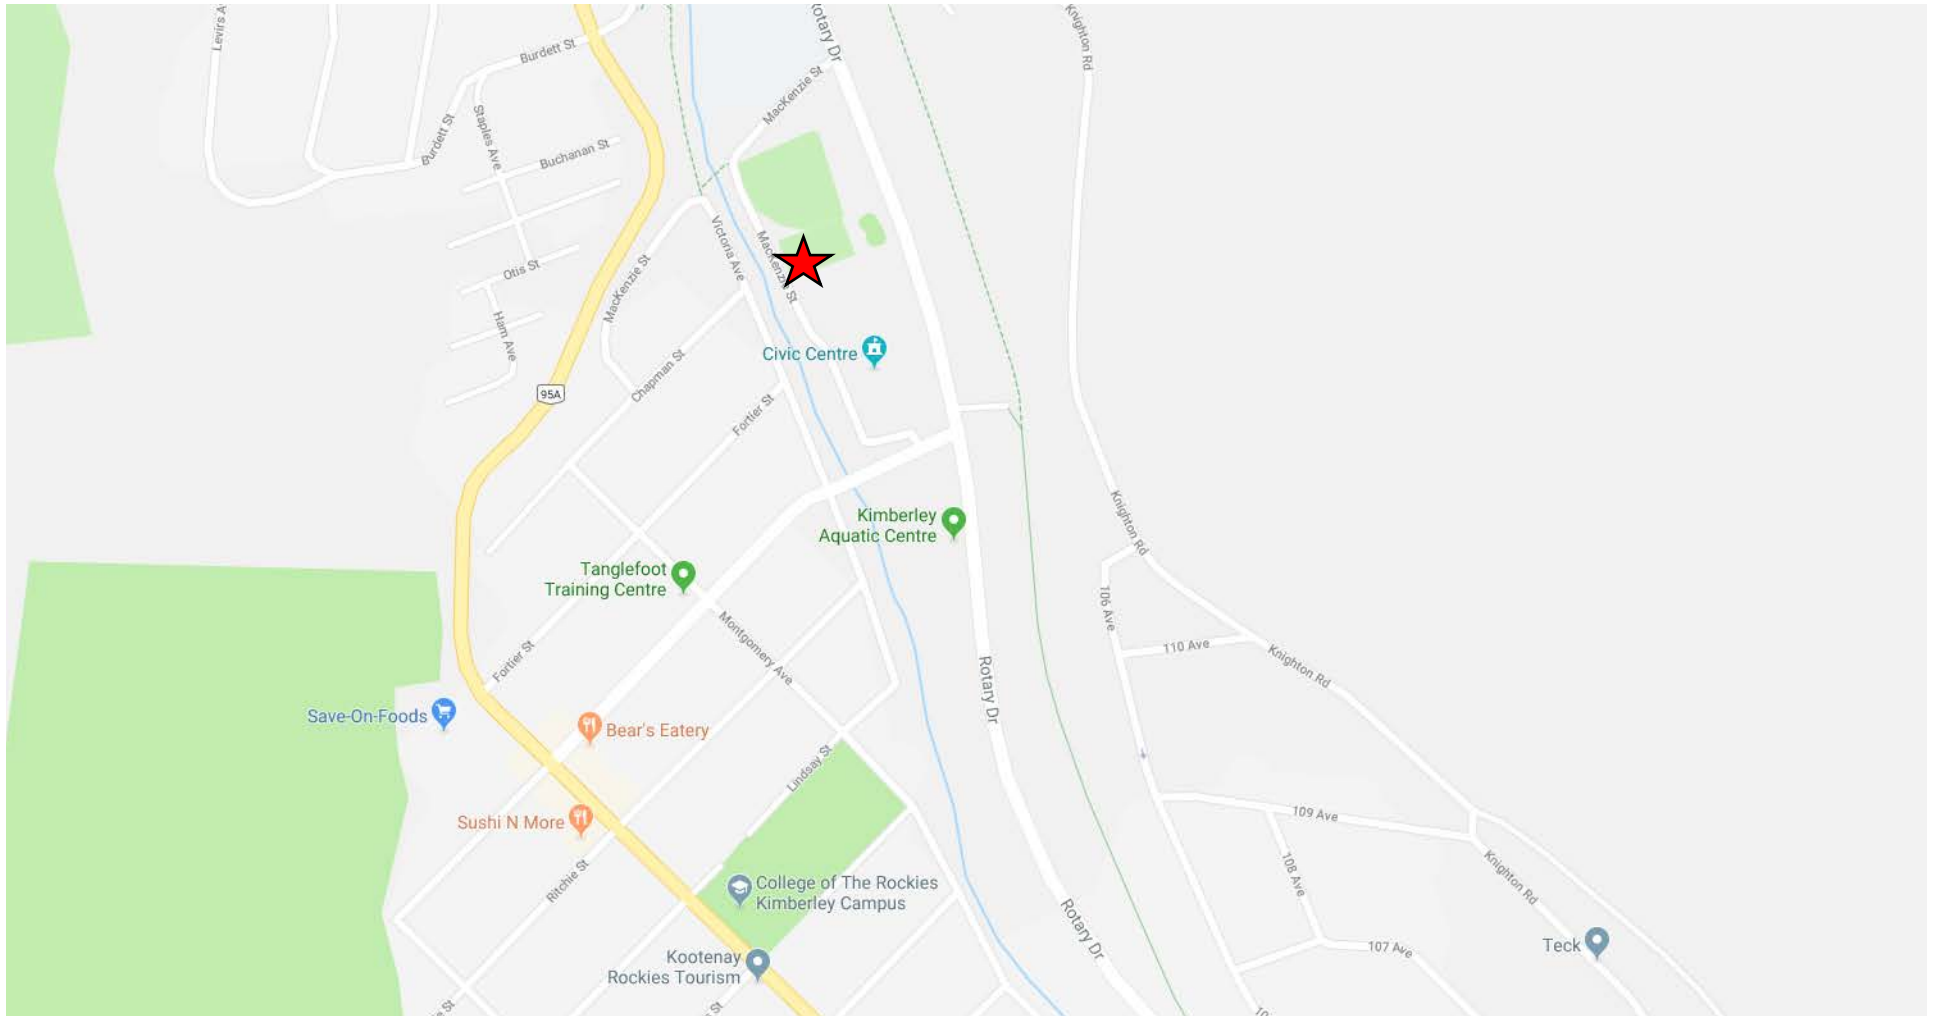 Levirs A
Burdett St
Rotary Dr
Knighton Rd
MacKenzie St
Staples Ave
Burdett St
Buchanan St
Victoria Ave
MacKenzie St
Otis St
MacKenzie St
Ham Ave
Civic Centre
Chapman St
95A
Fortier St
Kimberley
Aquatic Centre
Knighton Rd
Tanglefoot
Training Centre
106 Ave
Montgomery Ave
110 Ave
Fortier St
Knighton Rd
Rotary Dr
Save-On-Foods
Bear's Eatery
Lindsay St
109 Ave
Sushi N More
Ritchie St
108 Ave
Knighton Rd
College of The Rockies
Kimberley Campus
Rotary Dr
107 Ave
Teck
Kootenay
Rockies Tourism
St
St
10